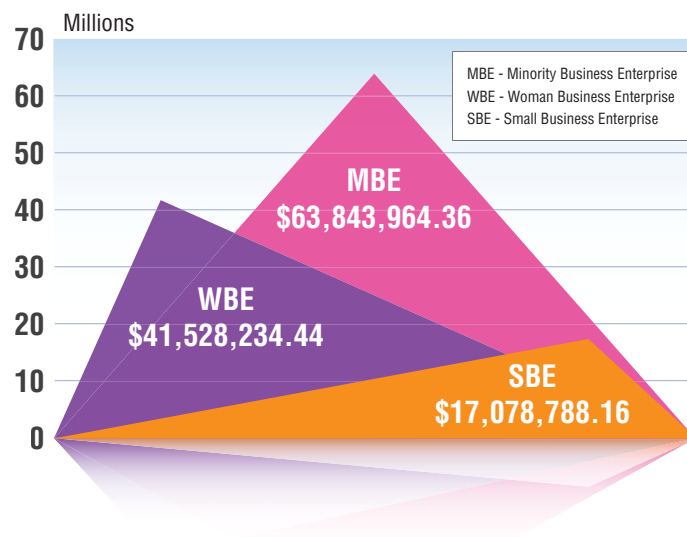 Millions
70
60
50
40
30
20
10
0
MBE - Minority Business Enterprise
WBE - Woman Business Enterprise
SBE - Small Business Enterprise
MBE
$63,843,964.36
WBE
$41,528,234.44
SBE
$17,078,788.16